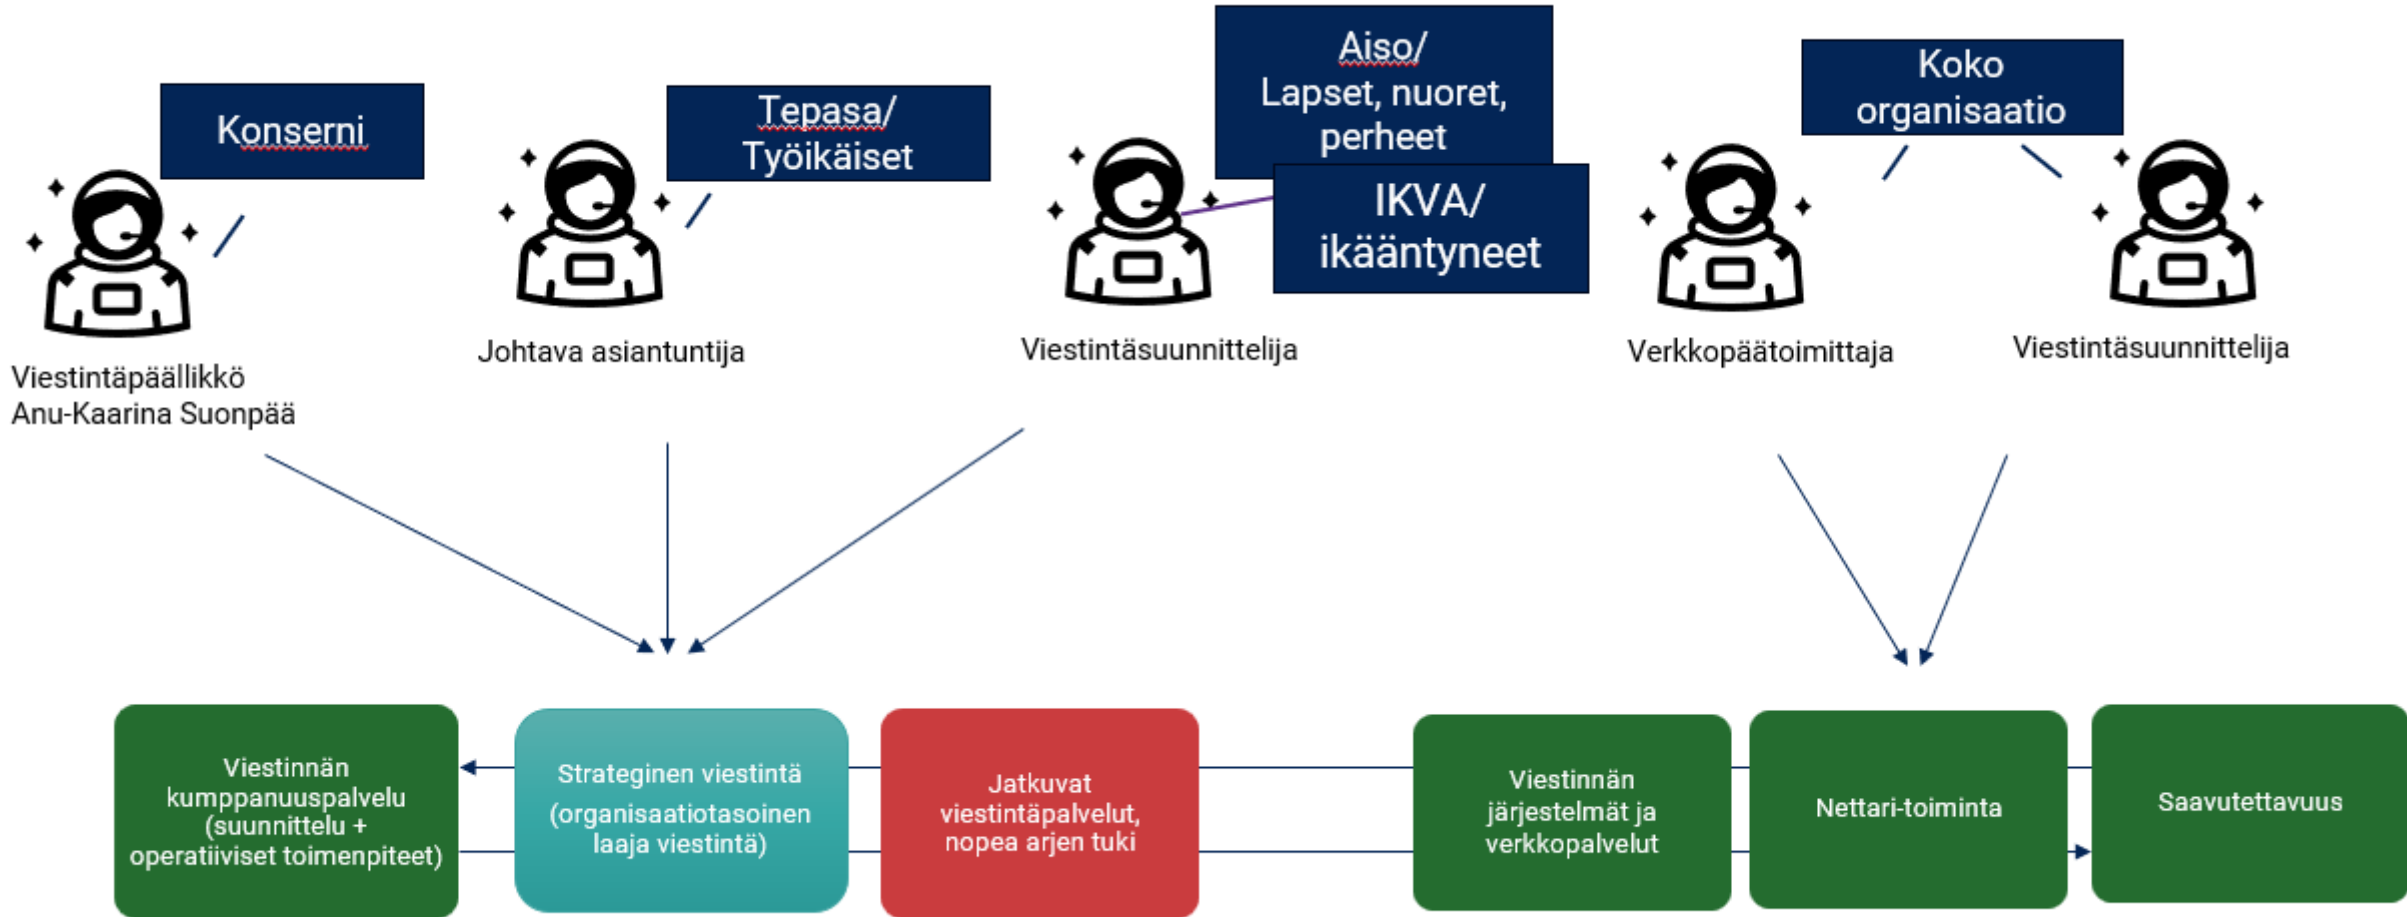 Konserni
Tepasa/
Työikäiset
Aiso/
Lapset, nuoret,
perheet
IKVA/
ikääntyneet
Koko
organisaatio
Viestintäpäällikkö
Anu-Kaarina Suonpää
Johtava asiantuntija
Viestintäsuunnittelija
Verkkopäätoimittaja
Viestintäsuunnittelija
Viestinnän
kumppanuuspalvelu
(suunnittelu +
operatiiviset toimenpiteet)
Strateginen viestintä
(organisaatiotasoinen
laaja viestintä)
Jatkuvat
viestintäpalvelut,
nopea arjen tuki
Viestinnän
järjestelmät ja
verkkopalvelut
Nettari-toiminta
Saavutettavuus